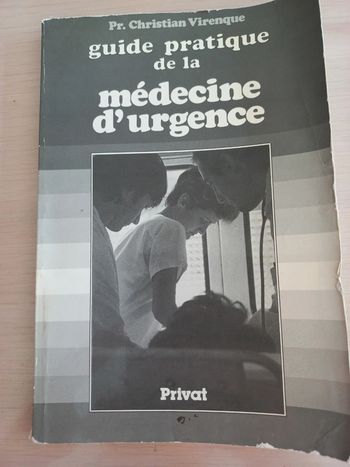 Pr. Christian Virenque
guide pratique
de la
médecine
d'urgence
Privat